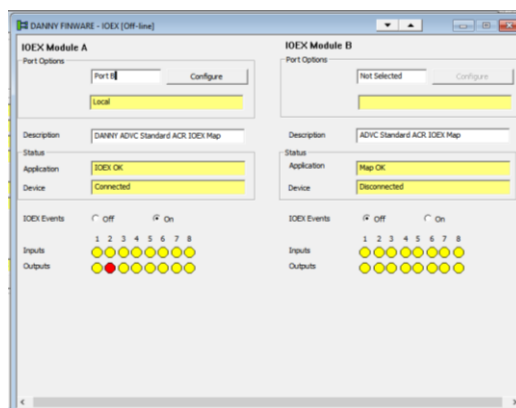 DANNY FINWARE - IOEX [Off-line]
IOEX Module A
Port Options
Port B
Configure
Local
Description
DANNY ADVC Standard ACR IOEX Map
Status
Application
IOEX OK
Device
Connected
IOEX Events
Off
On
1 2 3 4 5 6 7 8
Inputs
Outputs
IOEX Module B
Port Options
Not Selected
Configure
Description
ADVC Standard ACR IOEX Map
Status
Application
Map OK
Device
Disconnected
IOEX Events
Off
On
1 2 3 4 5 6 7 8
Inputs
Outputs